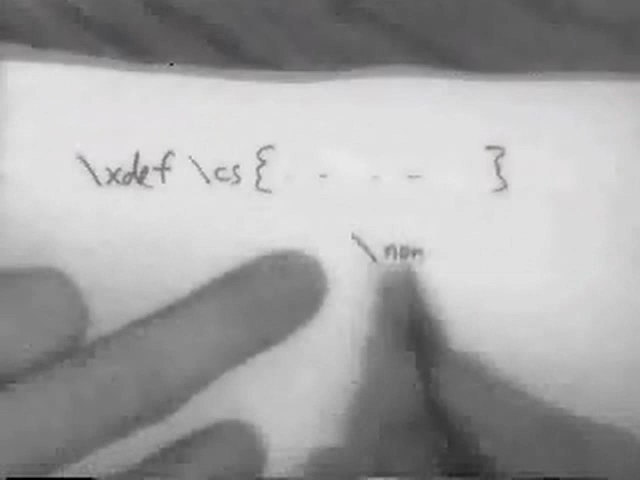 \xdef \cs{ . - . - }
\non